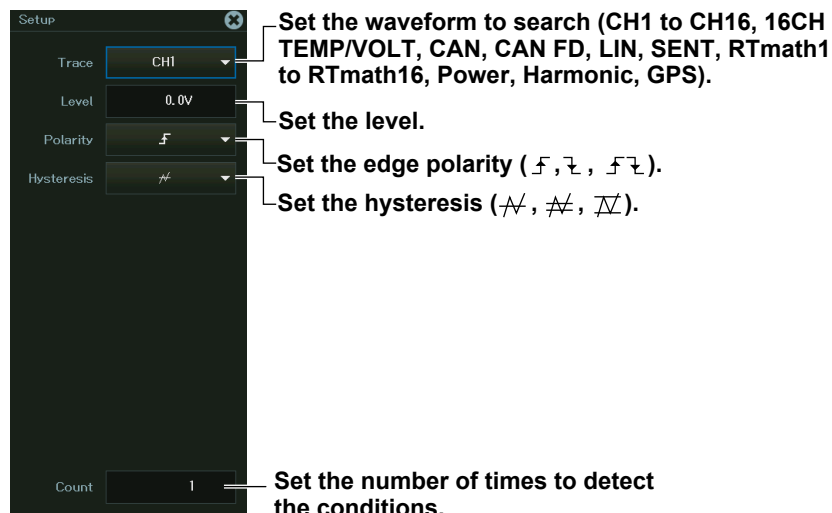 Setup
Trace CH1
Level 0.0V
Polarity
Hysteresis
Count 1
Set the waveform to search (CH1 to CH16, 16CH
TEMP/VOLT, CAN, CAN FD, LIN, SENT, RTmath1
to RTmath16, Power, Harmonic, GPS).
Set the level.
Set the edge polarity ( , , ).
Set the hysteresis ( , , ).
Set the number of times to detect
the conditions.